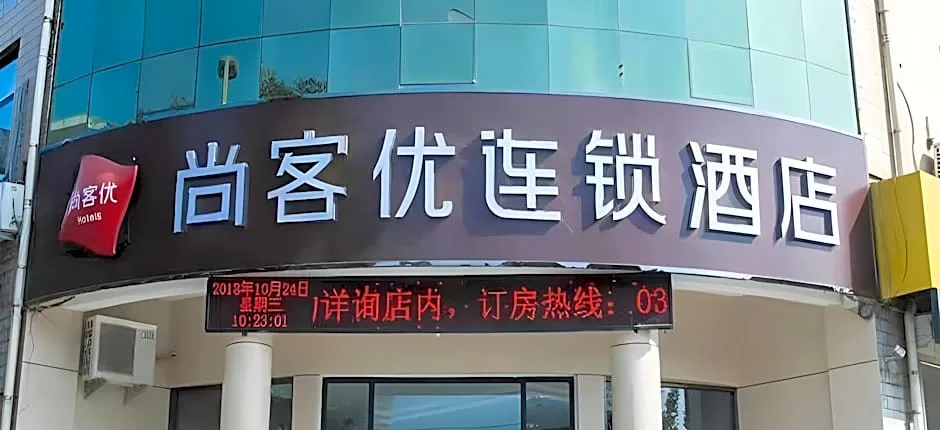 尚客优连锁酒店
尚客优
Hotels
2018年10月24日
星期三
10:23:01
详询店内，订房热线：03